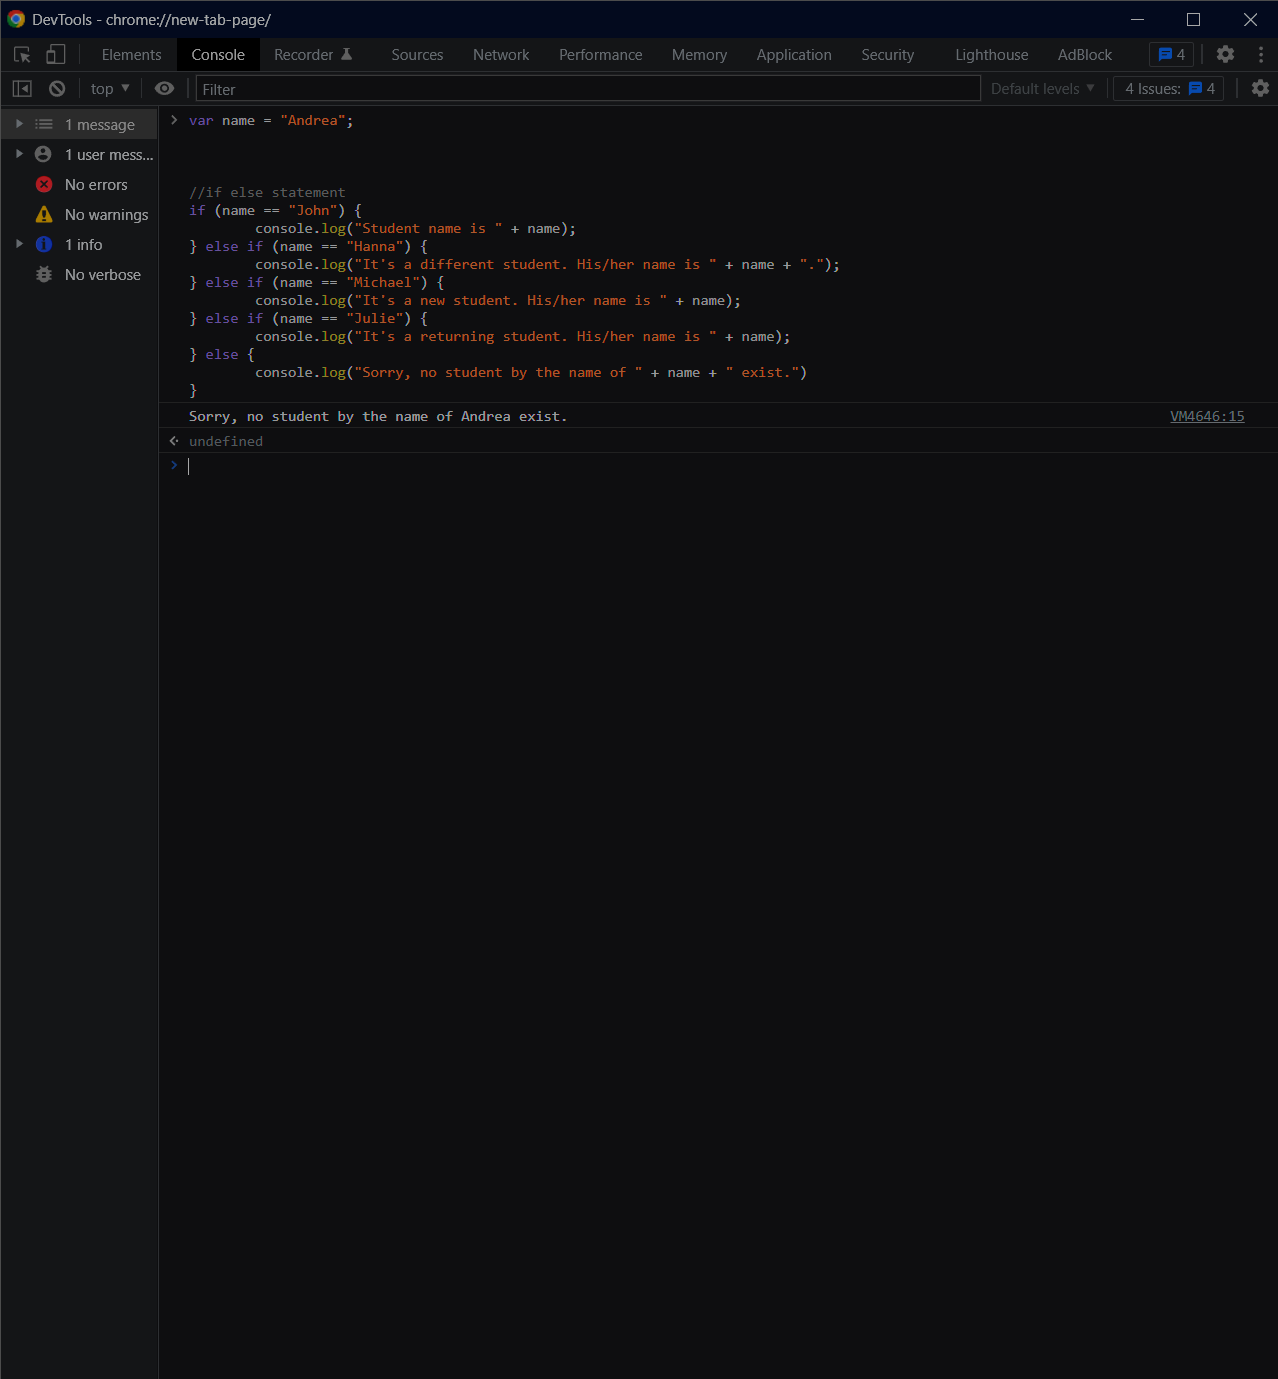 DevTools - chrome://new-tab-page/
Elements Console Recorder Sources Network Performance Memory Application Security Lighthouse AdBlock 4
top Filter Default levels 4 Issues: 4
1 message
1 user mess...
No errors
No warnings
1 info
No verbose
var name = "Andrea";
//if else statement
if (name == "John") {
console.log("Student name is " + name);
} else if (name == "Hanna") {
console.log("It's a different student. His/her name is " + name + ".");
} else if (name == "Michael") {
console.log("It's a new student. His/her name is " + name);
} else if (name == "Julie") {
console.log("It's a returning student. His/her name is " + name);
} else {
console.log("Sorry, no student by the name of " + name + " exist.")
}
Sorry, no student by the name of Andrea exist. VM4646:15
undefined